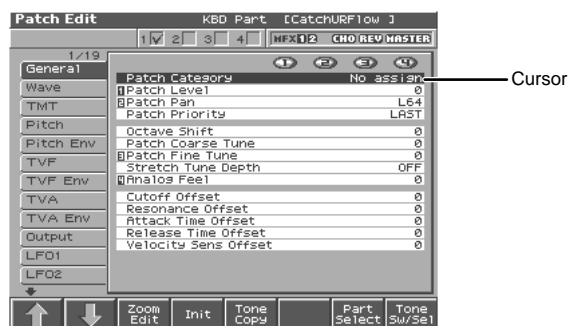 Patch Edit KBD Part [CatchURFlow ]
1 2 3 4 MFX 1 2 CHO REV MASTER
1/19
1 2 3 4
General
Wave
TMT
Pitch
Pitch Env
TVF
TVF Env
TVA
TVA Env
Output
LFO1
LFO2
Patch Category No assign
1 Patch Level 0
2 Patch Pan L64
Patch Priority LAST
Octave Shift 0
Patch Coarse Tune 0
3 Patch Fine Tune 0
Stretch Tune Depth OFF
4 Analog Feel 0
Cutoff Offset 0
Resonance Offset 0
Attack Time Offset 0
Release Time Offset 0
Velocity Sens Offset 0
Cursor
Zoom Edit
Init
Tone Copy
Part Select
Tone Sw/Sel